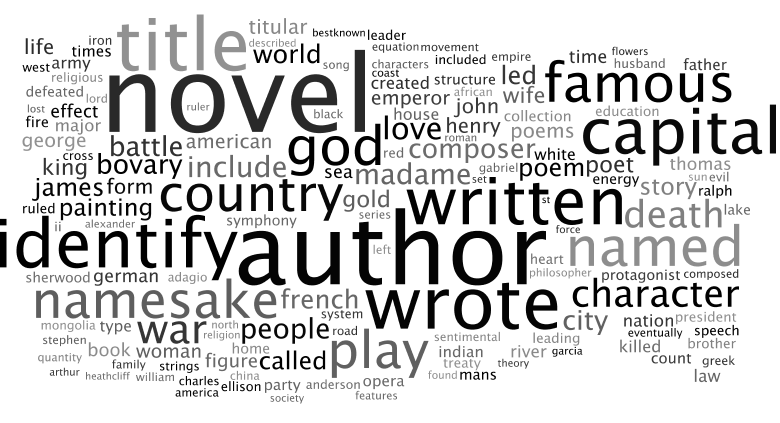 titular bestknown leader
life iron times title described world equation movement
west army song characters included empire time flowers husband father
religious coast created structure led famous
defeated lord novel ruler emperor african john wife
lost effect black house collection education
fire major love henry poems capital
george roman
cross battle american god red composer white
king bovary include sea madame gabriel poem poet thomas
set energy sun evil
james form country gold written story ralph
ruled painting series st death lake
ii alexander symphony
identify author force named
left heart
sherwood german adagio philosopher protagonist composed
namesake french wrote character
system city nation president
mongolia type war north people road eventually speech
stephen religion play sentimental leading killed brother
quantity book woman home indian river garcia count greek
family strings figure called treaty theory
arthur heathcliff william china found mans law
charles ellison party anderson opera
america society features